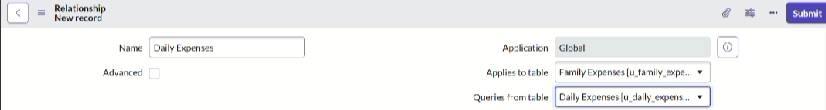 Relationship
New record
Submit
Name Daily Expenses
Application Global
Advanced
Applies to table Family Expenses [u_family_expe...
Queries from table Daily Expenses [u_daily_expens...